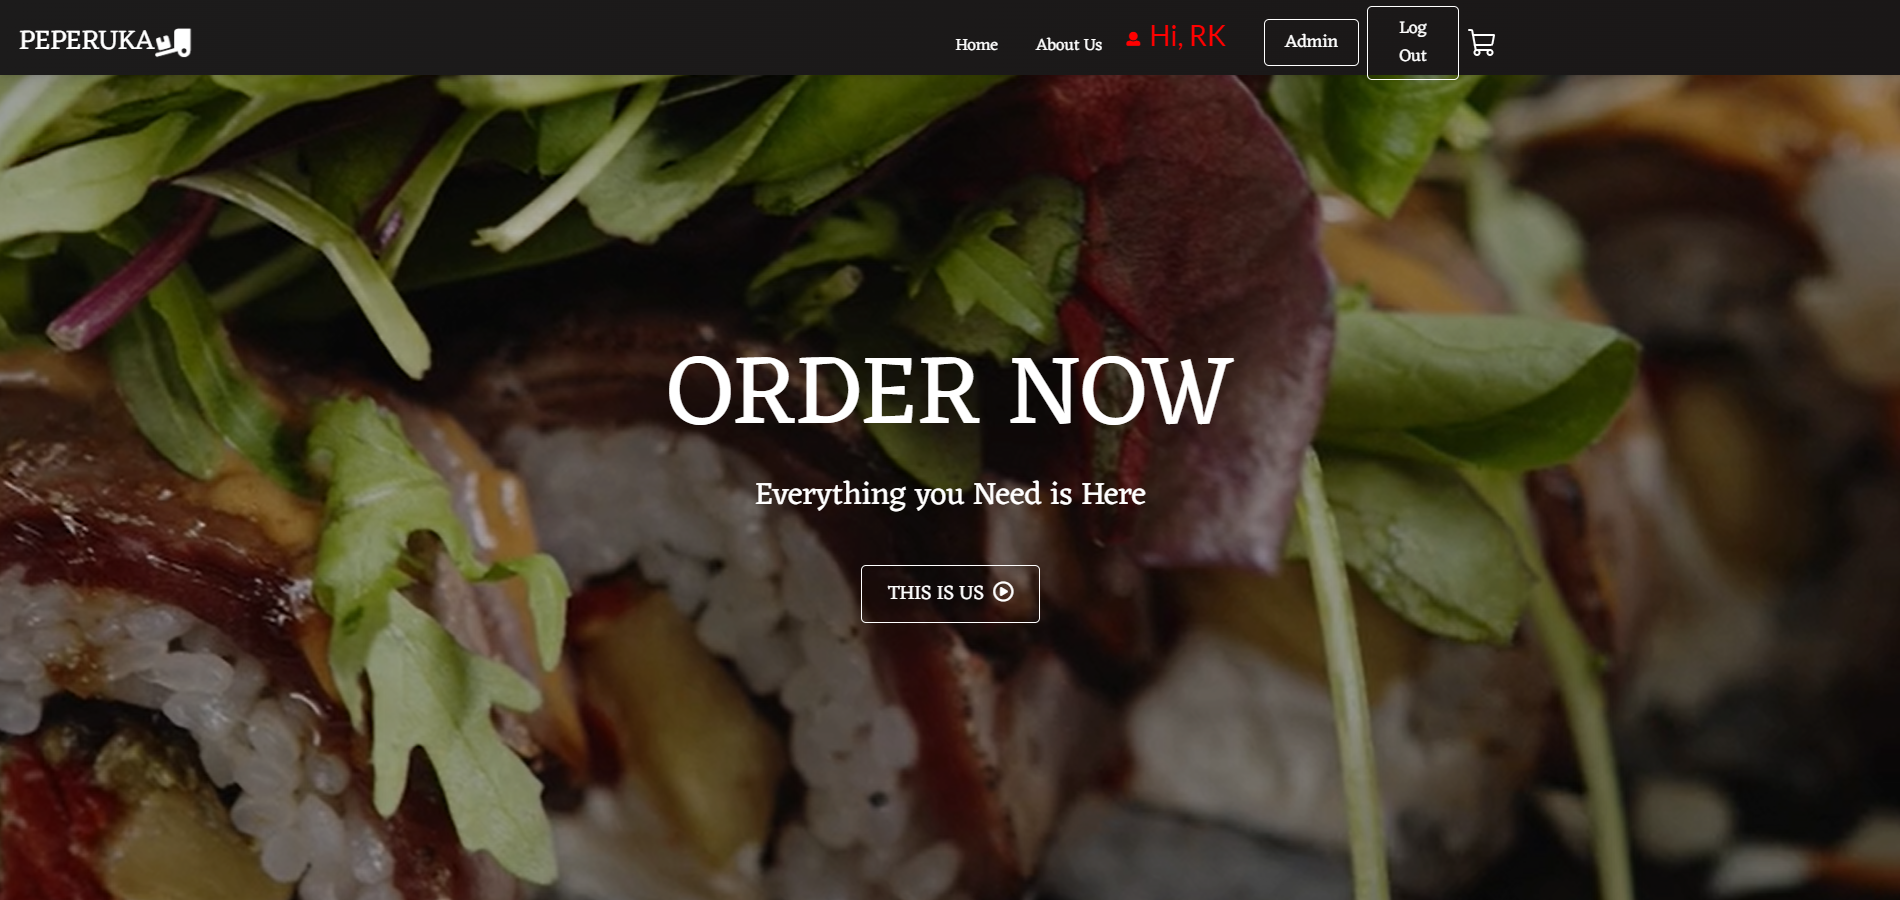 PEPERUKA
Home
About Us
Hi, RK
Admin
Log
Out
ORDER NOW
Everything you Need is Here
THIS IS US